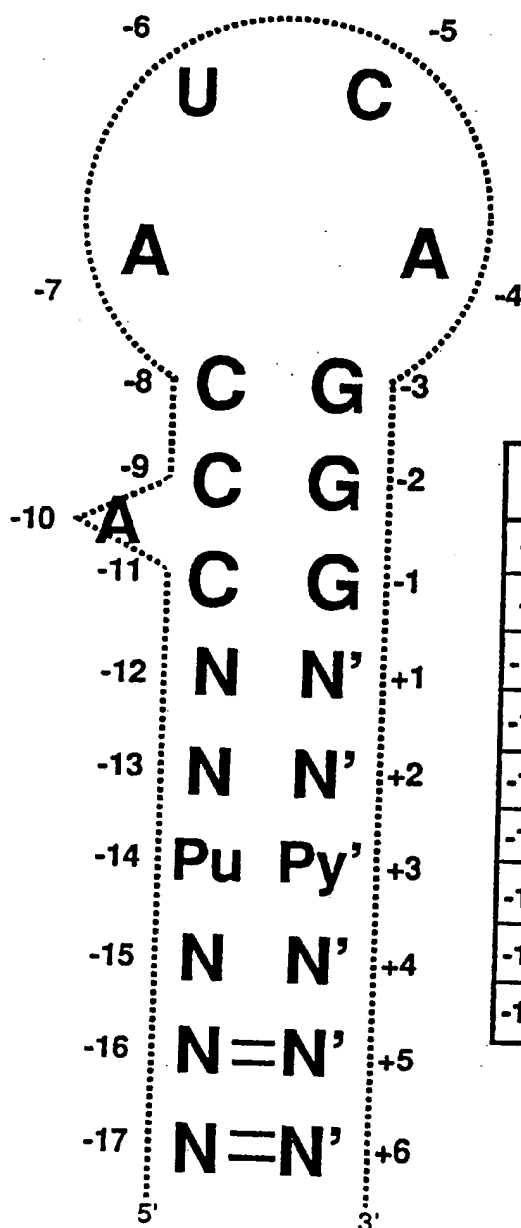 -6 -5
U C
A A
-7 -4
-8 C G -3
-9 C G -2
-10 A
-11 C G -1
-12 N N' +1
-13 N N' +2
-14 Pu Py' +3
-15 N N' +4
-16 N=N' +5
-17 N=N' +6
5' 3'